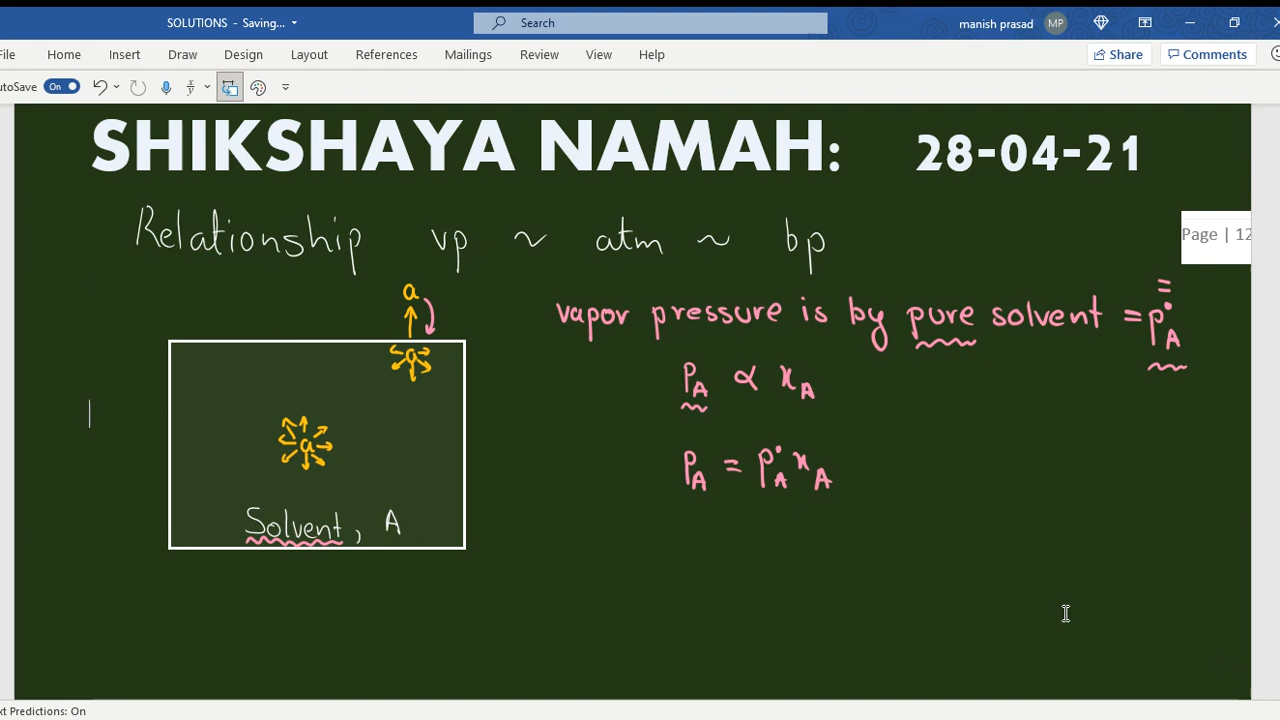 SOLUTIONS - Saving...
Search
manish prasad MP
File Home Insert Draw Design Layout References Mailings Review View Help Share Comments
AutoSave On
SHIKSHAYA NAMAH: 28-04-21
Relationship vp ~ atm ~ bp
Page | 12
a
vapor pressure is by pure solvent = p°A
a
pA ∝ xA
a
pA = p°A xA
Solvent, A
xt Predictions: On